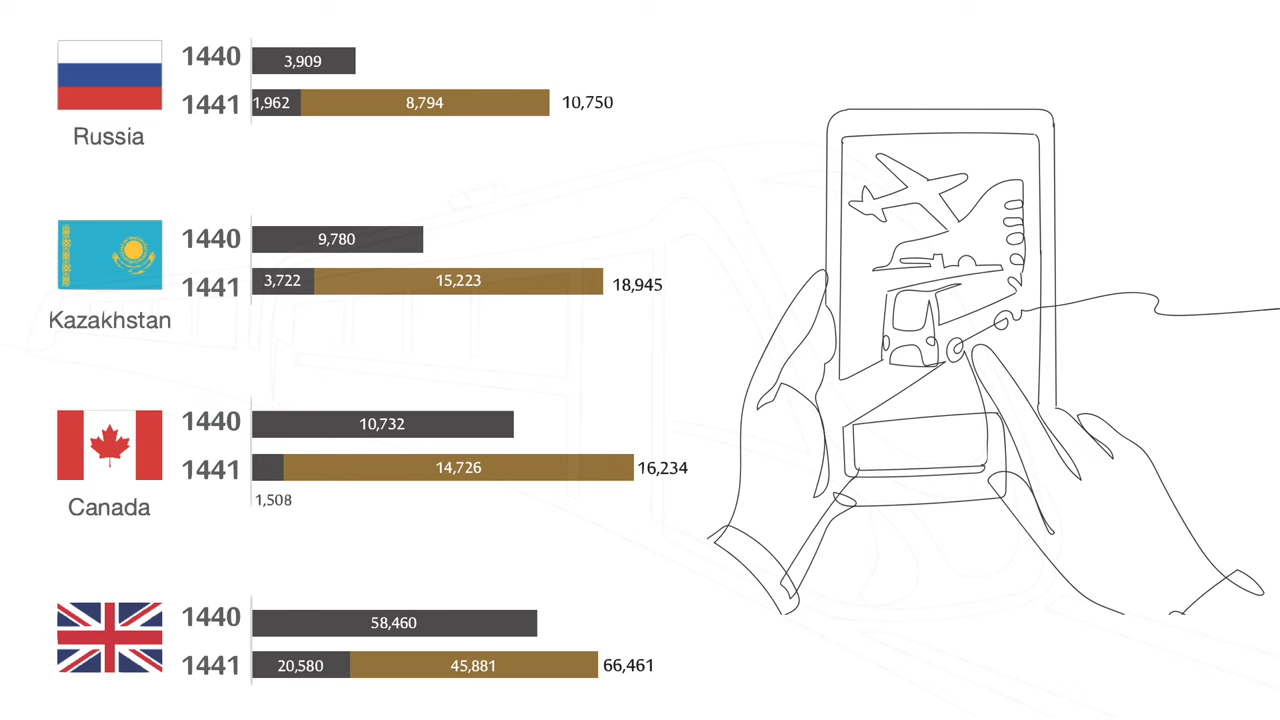 1440 3,909
1441 1,962 8,794 10,750
Russia
1440 9,780
1441 3,722 15,223 18,945
Kazakhstan
1440 10,732
1441 14,726 16,234
1,508
Canada
1440 58,460
1441 20,580 45,881 66,461